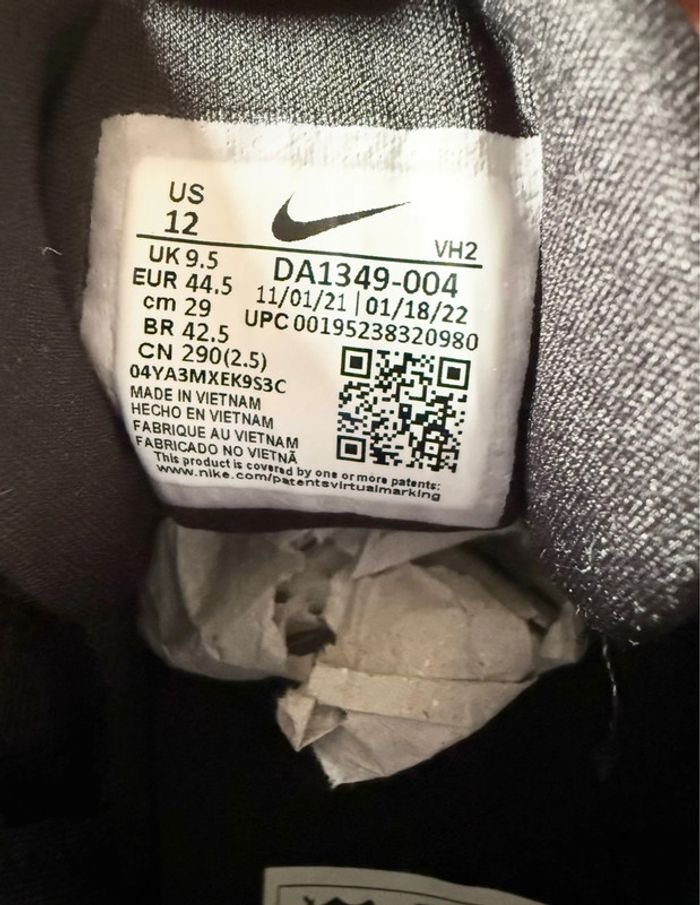 US
12
VH2
UK 9.5
EUR 44.5
cm 29
BR 42.5
CN 290(2.5)
DA1349-004
11/01/21 | 01/18/22
UPC 00195238320980
04YA3MXEK9S3C
MADE IN VIETNAM
HECHO EN VIETNAM
FABRIQUE AU VIETNAM
FABRICADO NO VIETNÃ
This product is covered by one or more patents:
www.nike.com/patentsvirtualmarking